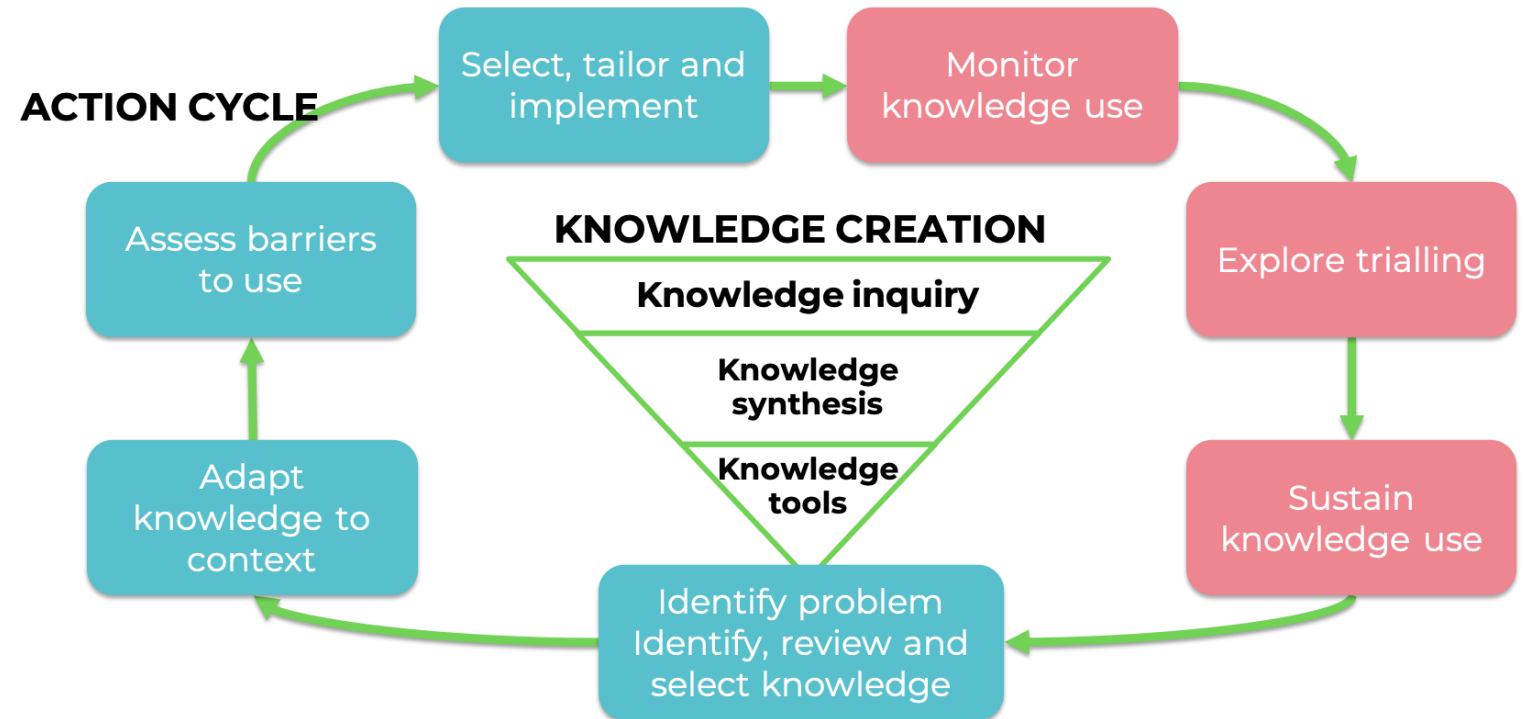 ACTION CYCLE
Select, tailor and
implement
Monitor
knowledge use
Assess barriers
to use
KNOWLEDGE CREATION
Knowledge inquiry
Knowledge
synthesis
Knowledge
tools
Explore trialling
Adapt
knowledge to
context
Sustain
knowledge use
Identify problem
Identify, review and
select knowledge